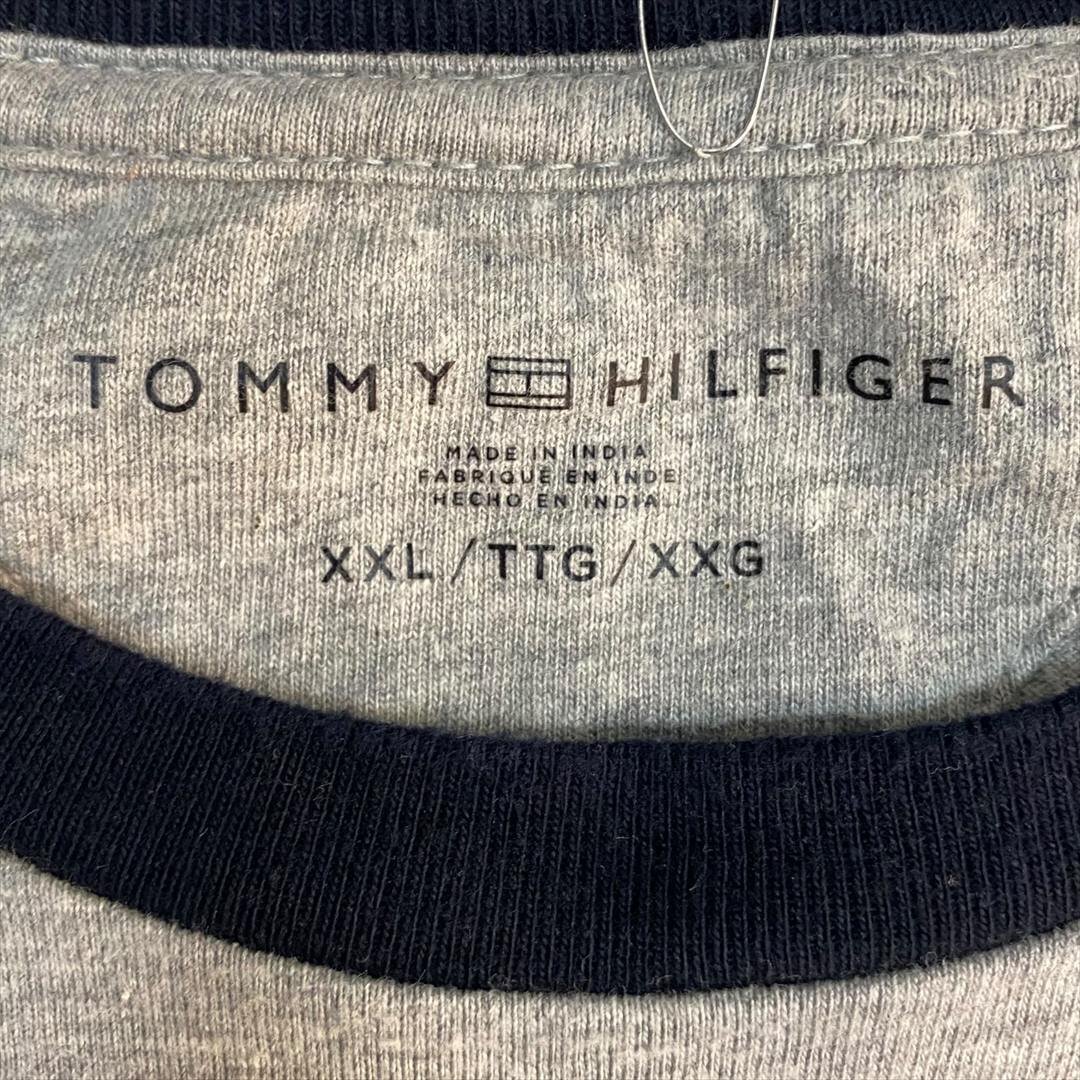 TOMMY HILFIGER
MADE IN INDIA
FABRIQUE EN INDE
HECHO EN INDIA
XXL/TTG/XXG